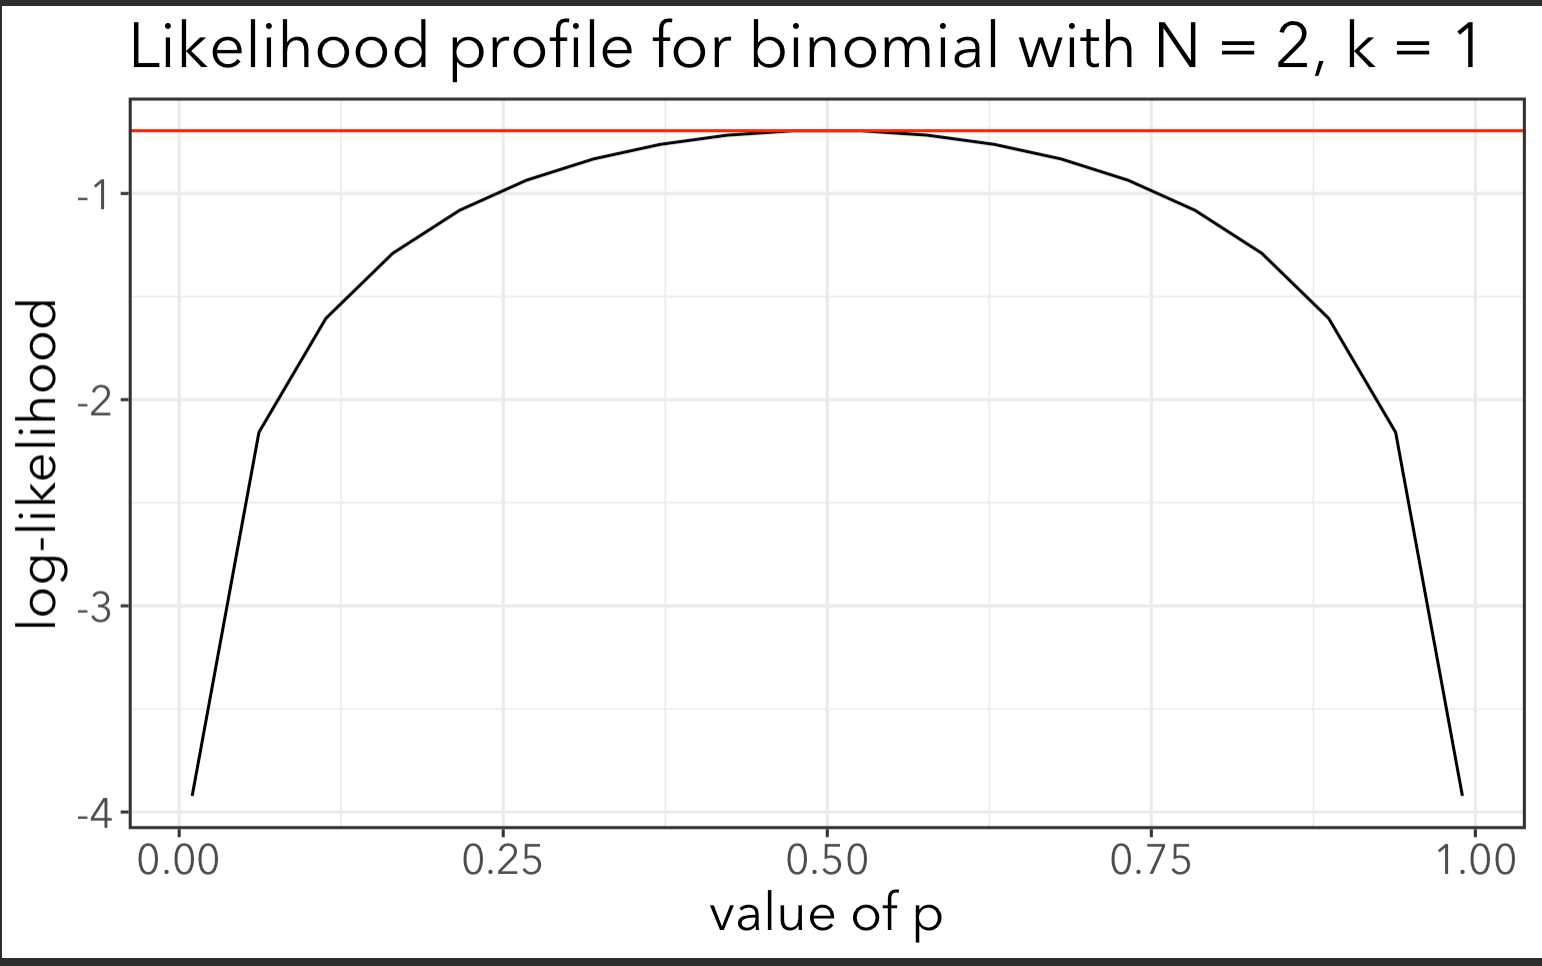 Likelihood profile for binomial with N = 2, k = 1
log-likelihood
-1
-2
-3
-4
0.00 0.25 0.50 0.75 1.00
value of p